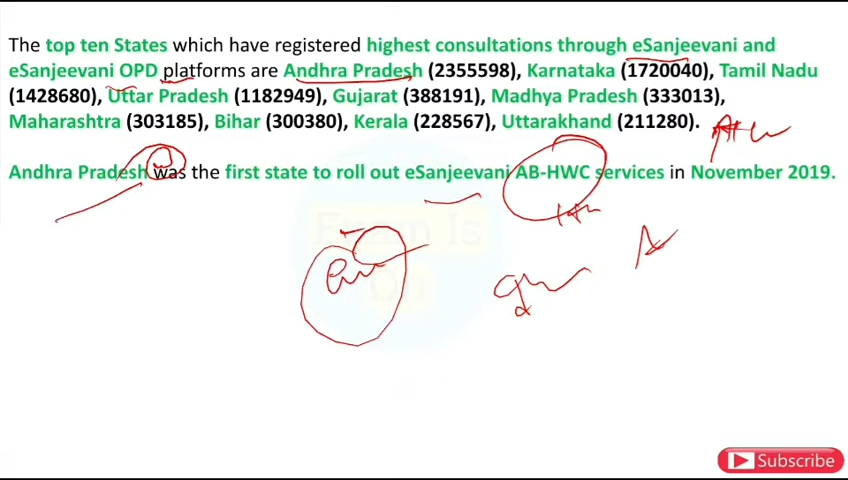 The top ten States which have registered highest consultations through eSanjeevani and
eSanjeevani OPD platforms are Andhra Pradesh (2355598), Karnataka (1720040), Tamil Nadu
(1428680), Uttar Pradesh (1182949), Gujarat (388191), Madhya Pradesh (333013),
Maharashtra (303185), Bihar (300380), Kerala (228567), Uttarakhand (211280).
Andhra Pradesh was the first state to roll out eSanjeevani AB-HWC services in November 2019.
Exam Is
On
Subscribe